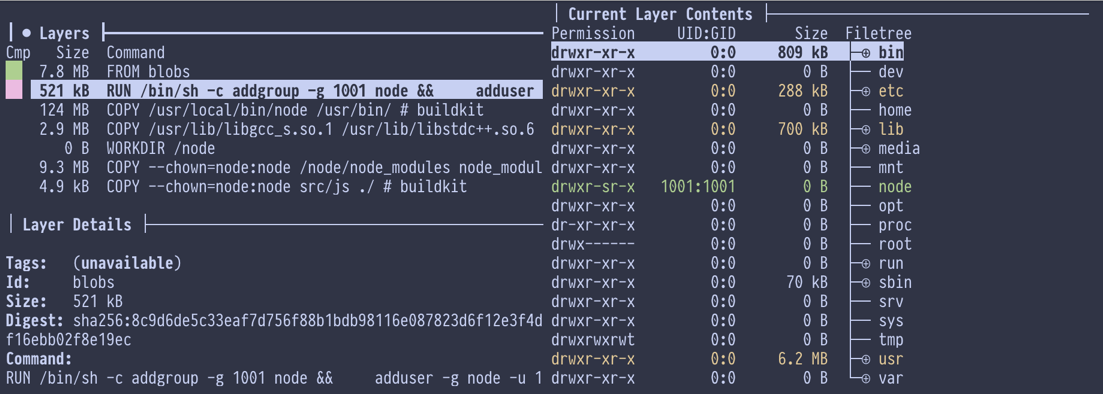 ● Layers
Cmp Size Command
7.8 MB FROM blobs
521 kB RUN /bin/sh -c addgroup -g 1001 node && adduser
124 MB COPY /usr/local/bin/node /usr/bin/ # buildkit
2.9 MB COPY /usr/lib/libgcc_s.so.1 /usr/lib/libstdc++.so.6
0 B WORKDIR /node
9.3 MB COPY --chown=node:node /node/node_modules node_modul
4.9 kB COPY --chown=node:node src/js ./ # buildkit
Layer Details
Tags: (unavailable)
Id: blobs
Size: 521 kB
Digest: sha256:8c9d6de5c33eaf7d756f88b1bdb98116e087823d6f12e3f4d
f16ebb02f8e19ec
Command:
RUN /bin/sh -c addgroup -g 1001 node && adduser -g node -u 1
Current Layer Contents
Permission UID:GID Size Filetree
drwxr-xr-x 0:0 809 kB ├─⊕ bin
drwxr-xr-x 0:0 0 B ├── dev
drwxr-xr-x 0:0 288 kB ├─⊕ etc
drwxr-xr-x 0:0 0 B ├── home
drwxr-xr-x 0:0 700 kB ├─⊕ lib
drwxr-xr-x 0:0 0 B ├─⊕ media
drwxr-xr-x 0:0 0 B ├── mnt
drwxr-sr-x 1001:1001 0 B ├── node
drwxr-xr-x 0:0 0 B ├── opt
dr-xr-xr-x 0:0 0 B ├── proc
drwx------ 0:0 0 B ├── root
drwxr-xr-x 0:0 0 B ├─⊕ run
drwxr-xr-x 0:0 70 kB ├─⊕ sbin
drwxr-xr-x 0:0 0 B ├── srv
drwxr-xr-x 0:0 0 B ├── sys
drwxrwxrwt 0:0 0 B ├── tmp
drwxr-xr-x 0:0 6.2 MB ├─⊕ usr
drwxr-xr-x 0:0 0 B └─⊕ var